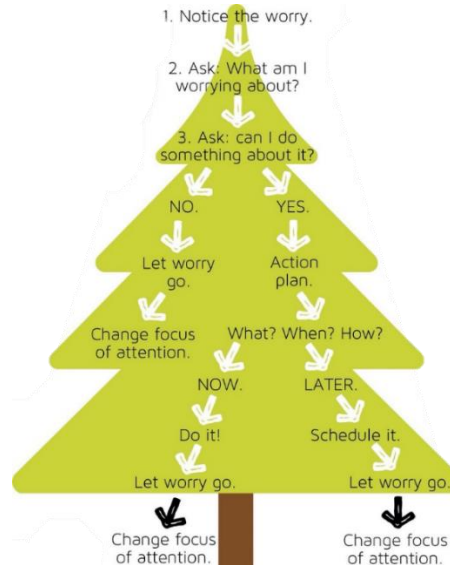 1. Notice the worry.
2. Ask: What am I
worrying about?
3. Ask: can I do
something about it?
NO.
YES.
Let worry
go.
Action
plan.
Change focus
of attention.
What? When? How?
NOW.
LATER.
Do it!
Schedule it.
Let worry go.
Let worry go.
Change focus
of attention.
Change focus
of attention.